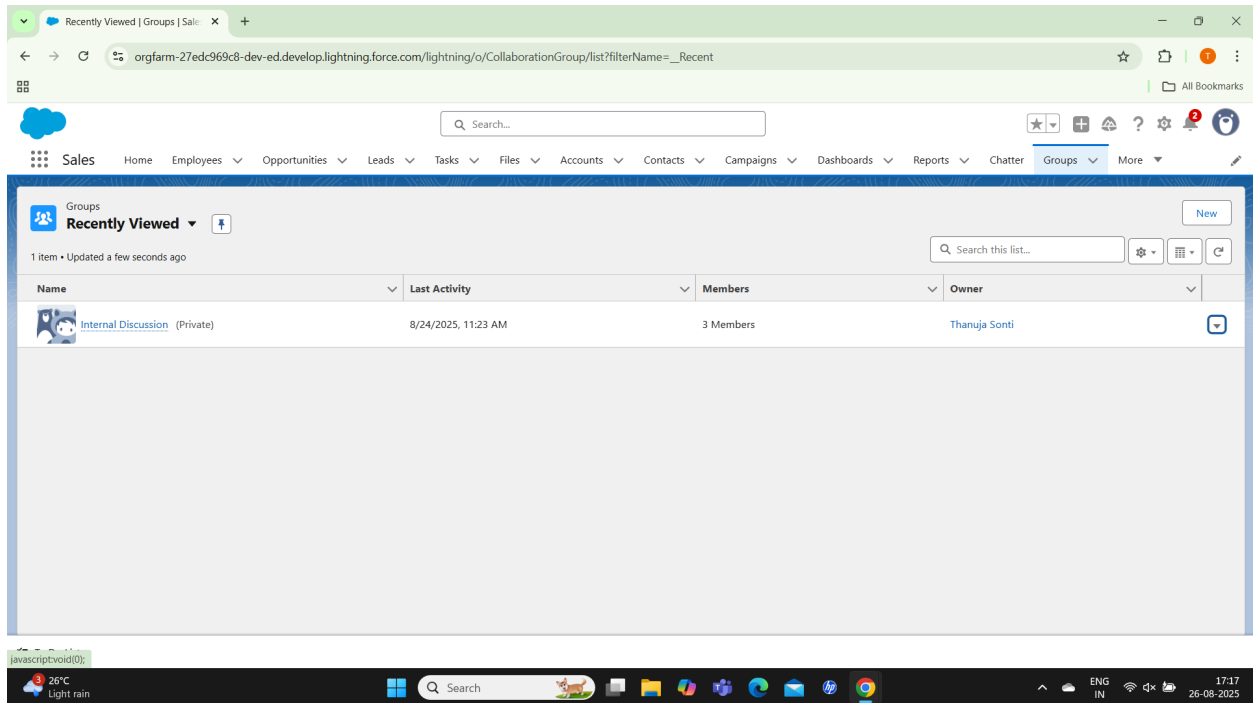 Recently Viewed | Groups | Sale
orgfarm-27edc969c8-dev-ed.develop.lightning.force.com/lightning/o/CollaborationGroup/list?filterName=__Recent
T
All Bookmarks
Search...
2
Sales Home Employees Opportunities Leads Tasks Files Accounts Contacts Campaigns Dashboards Reports Chatter Groups More
Groups
Recently Viewed
New
1 item • Updated a few seconds ago
Search this list...
Name Last Activity Members Owner
Internal Discussion (Private) 8/24/2025, 11:23 AM 3 Members Thanuja Sonti
javascript:void(0);
3
26°C
Light rain
Search
hp
ENG
IN
17:17
26-08-2025